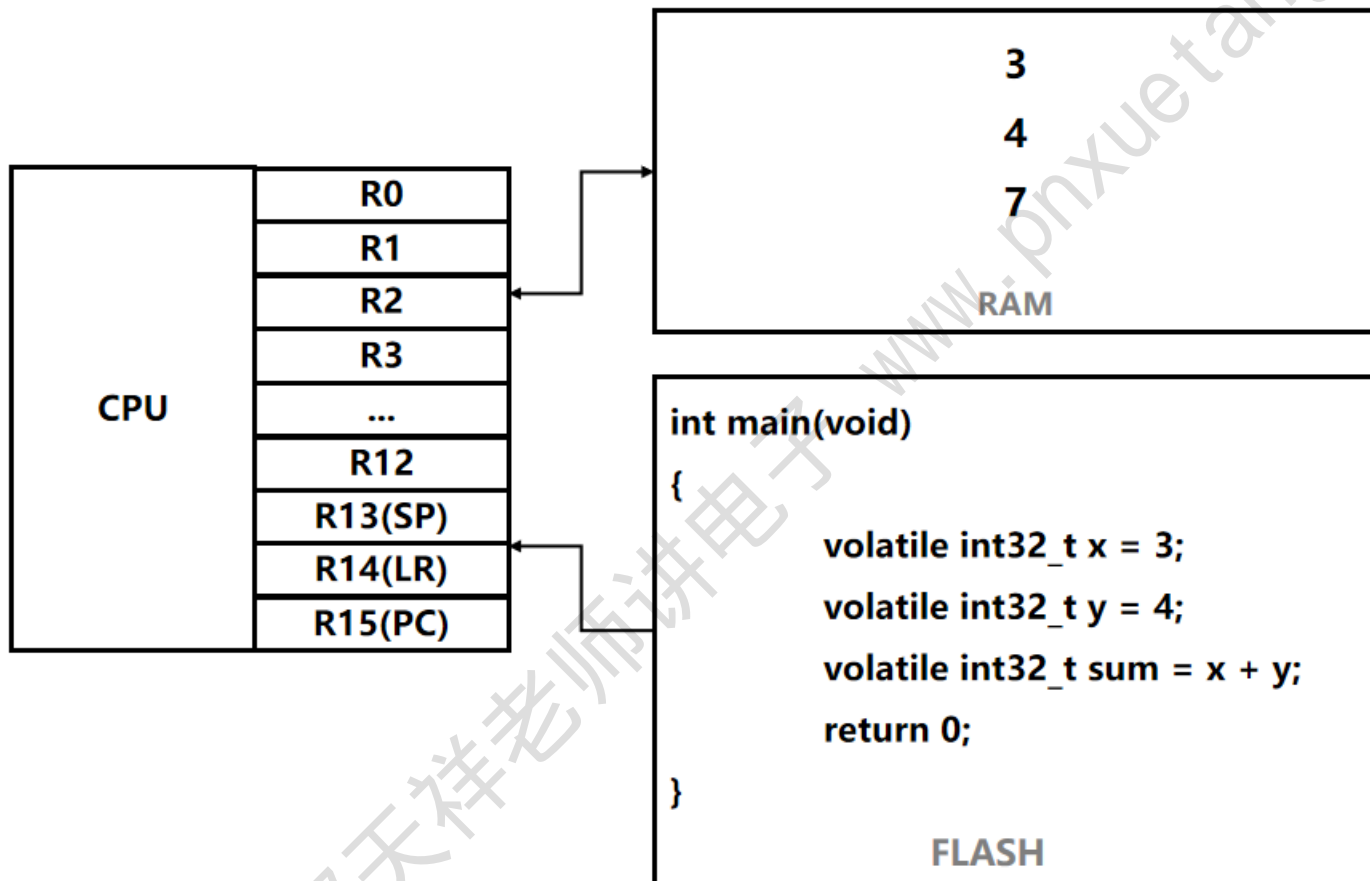 3
4
7
RAM
CPU
R0
R1
R2
R3
...
R12
R13(SP)
R14(LR)
R15(PC)
int main(void)
{
volatile int32_t x = 3;
volatile int32_t y = 4;
volatile int32_t sum = x + y;
return 0;
}
FLASH
天祥老师讲电子 www.pnxuetang